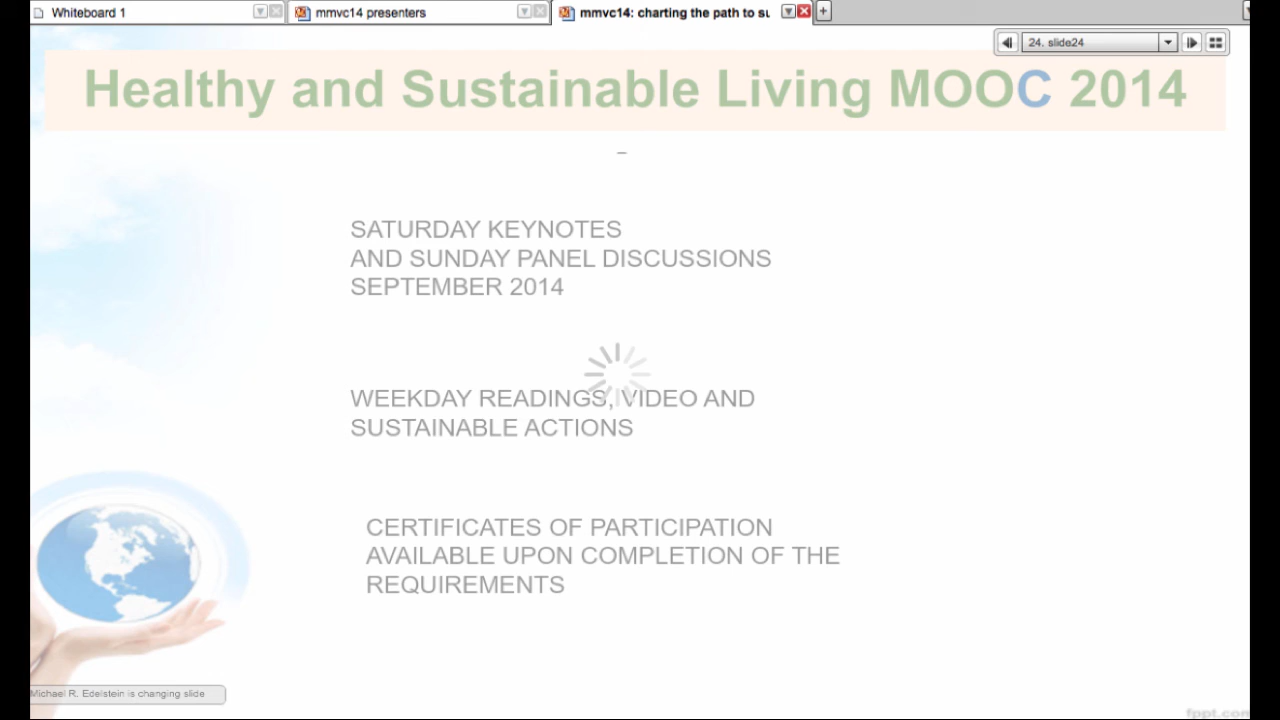 Whiteboard 1
mmvc14 presenters
mmvc14: charting the path to su
24. slide24
Healthy and Sustainable Living MOOC 2014
–
SATURDAY KEYNOTES
AND SUNDAY PANEL DISCUSSIONS
SEPTEMBER 2014
WEEKDAY READINGS, VIDEO AND
SUSTAINABLE ACTIONS
CERTIFICATES OF PARTICIPATION
AVAILABLE UPON COMPLETION OF THE
REQUIREMENTS
Michael R. Edelstein is changing slide
fppt.com